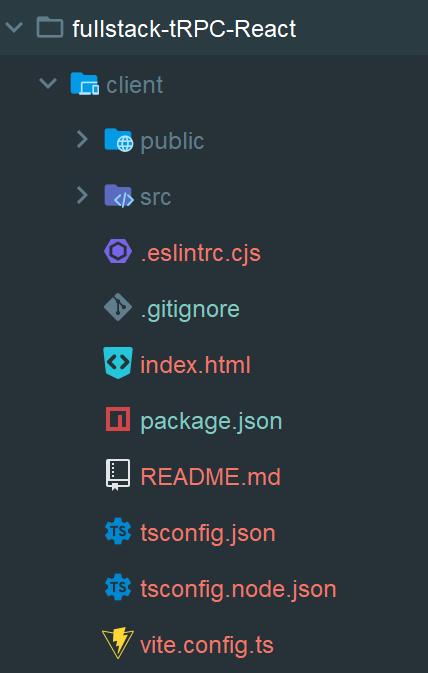 fullstack-tRPC-React
client
public
src
.eslintrc.cjs
.gitignore
index.html
package.json
README.md
tsconfig.json
tsconfig.node.json
vite.config.ts